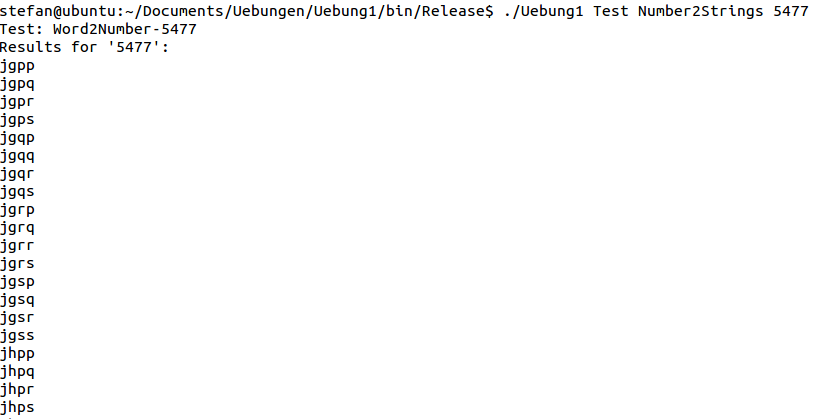 stefan@ubuntu:~/Documents/Uebungen/Uebung1/bin/Release$ ./Uebung1 Test Number2Strings 5477
Test: Word2Number-5477
Results for '5477':
jgpp
jgpq
jgpr
jgps
jgqp
jgqq
jgqr
jgqs
jgrp
jgrq
jgrr
jgrs
jgsp
jgsq
jgsr
jgss
jhpp
jhpq
jhpr
jhps